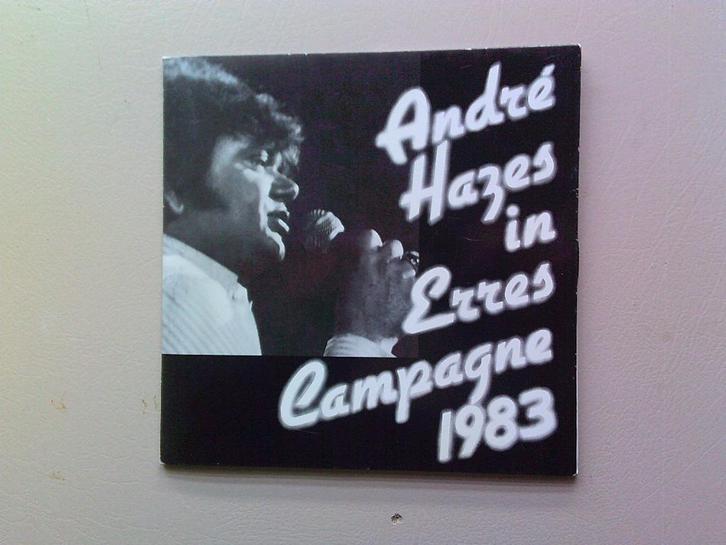 André
Hazes
in
Erres
Campagne
1983